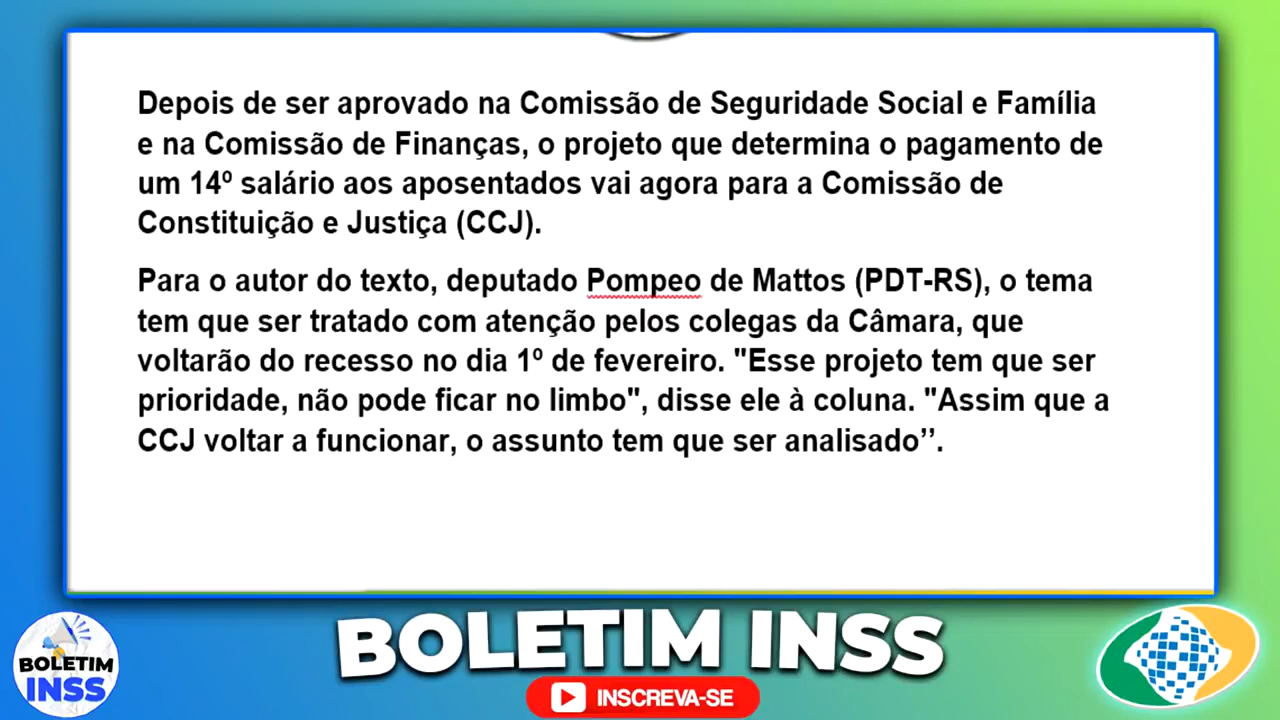 Depois de ser aprovado na Comissão de Seguridade Social e Família
e na Comissão de Finanças, o projeto que determina o pagamento de
um 14º salário aos aposentados vai agora para a Comissão de
Constituição e Justiça (CCJ).
Para o autor do texto, deputado Pompeo de Mattos (PDT-RS), o tema
tem que ser tratado com atenção pelos colegas da Câmara, que
voltarão do recesso no dia 1º de fevereiro. "Esse projeto tem que ser
prioridade, não pode ficar no limbo", disse ele à coluna. "Assim que a
CCJ voltar a funcionar, o assunto tem que ser analisado’’.
BOLETIM
INSS
BOLETIM INSS
INSCREVA-SE